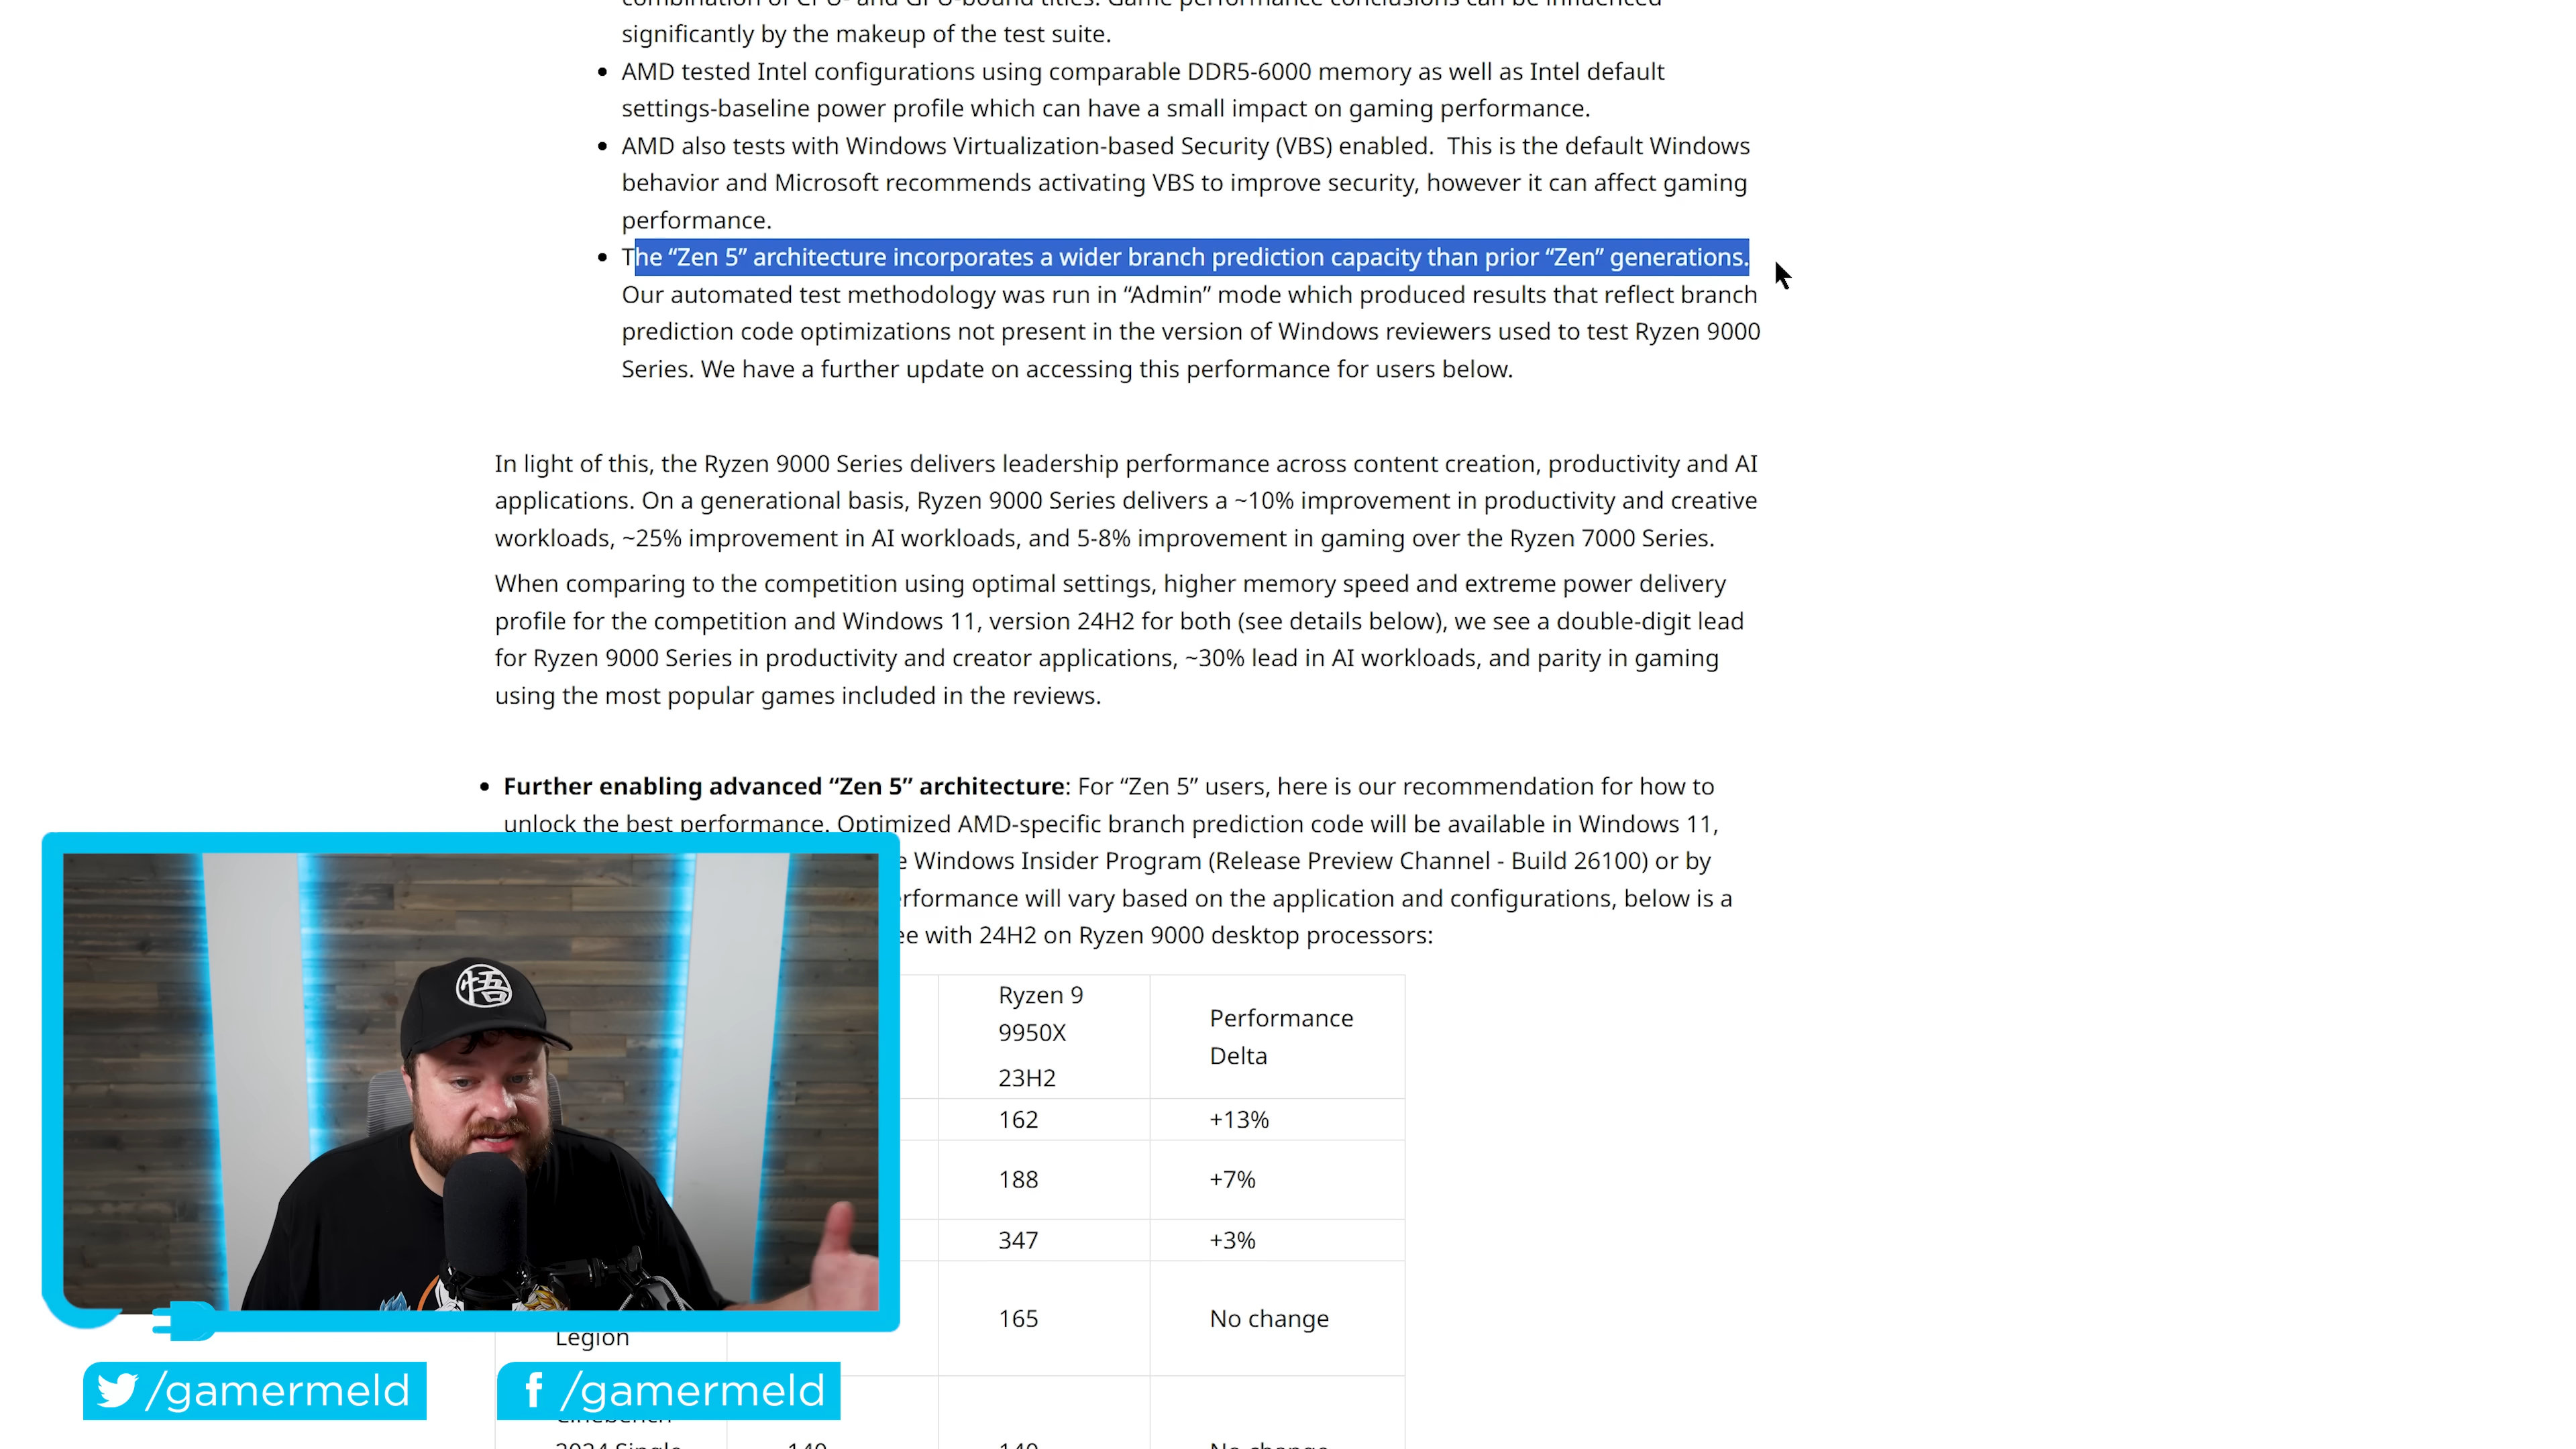 combination of CPU- and GPU-bound titles. Game performance conclusions can be influenced
significantly by the makeup of the test suite.
• AMD tested Intel configurations using comparable DDR5-6000 memory as well as Intel default
settings-baseline power profile which can have a small impact on gaming performance.
• AMD also tests with Windows Virtualization-based Security (VBS) enabled.  This is the default Windows
behavior and Microsoft recommends activating VBS to improve security, however it can affect gaming
performance.
• The “Zen 5” architecture incorporates a wider branch prediction capacity than prior “Zen” generations.
Our automated test methodology was run in “Admin” mode which produced results that reflect branch
prediction code optimizations not present in the version of Windows reviewers used to test Ryzen 9000
Series. We have a further update on accessing this performance for users below.
In light of this, the Ryzen 9000 Series delivers leadership performance across content creation, productivity and AI
applications. On a generational basis, Ryzen 9000 Series delivers a ~10% improvement in productivity and creative
workloads, ~25% improvement in AI workloads, and 5-8% improvement in gaming over the Ryzen 7000 Series.
When comparing to the competition using optimal settings, higher memory speed and extreme power delivery
profile for the competition and Windows 11, version 24H2 for both (see details below), we see a double-digit lead
for Ryzen 9000 Series in productivity and creator applications, ~30% lead in AI workloads, and parity in gaming
using the most popular games included in the reviews.
• Further enabling advanced “Zen 5” architecture: For “Zen 5” users, here is our recommendation for how to
unlock the best performance. Optimized AMD-specific branch prediction code will be available in Windows 11,
Windows Insider Program (Release Preview Channel - Build 26100) or by
will vary based on the application and configurations, below is a
with 24H2 on Ryzen 9000 desktop processors:
Ryzen 9
9950X
23H2
Performance
Delta
162 +13%
188 +7%
347 +3%
165 No change
Legion
悟
/gamermeld
f /gamermeld
2024 Single 140 140 No change